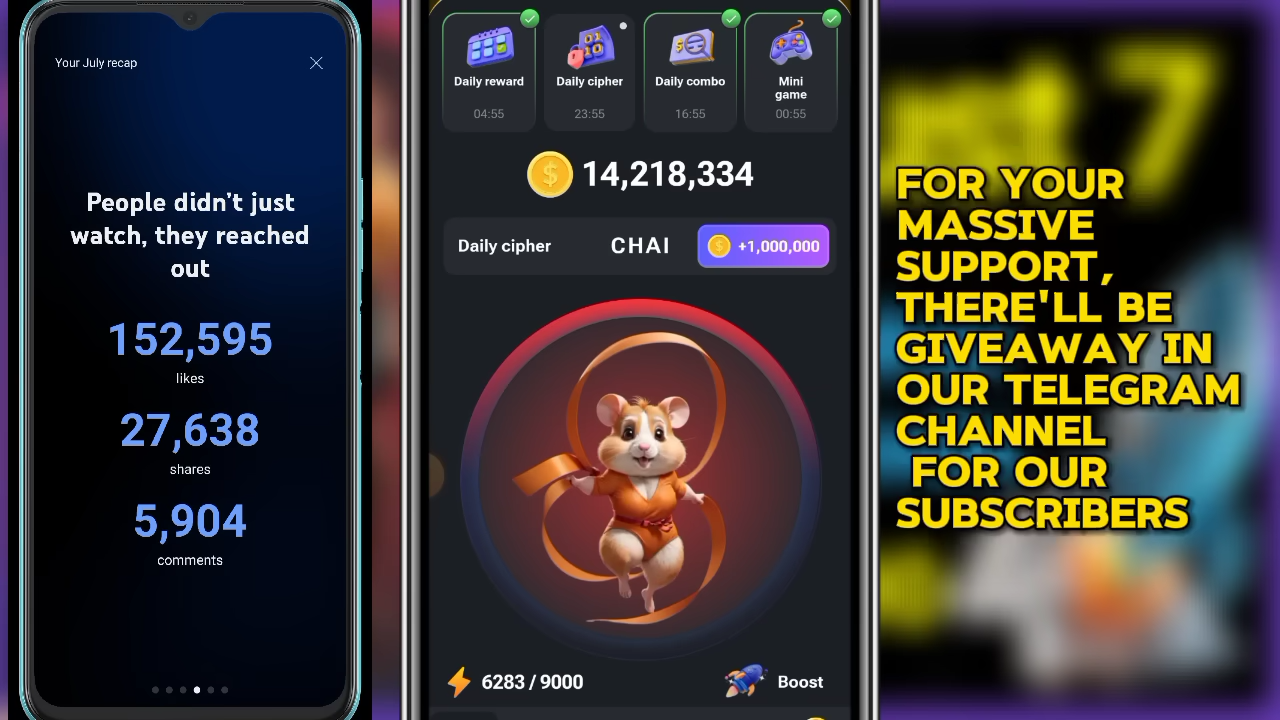 Your July recap
People didn't just
watch, they reached
out
152,595
likes
27,638
shares
5,904
comments
Daily reward
04:55
Daily cipher
23:55
Daily combo
16:55
Mini
game
00:55
14,218,334
Daily cipher CHAI +1,000,000
6283 / 9000
Boost
FOR YOUR
MASSIVE
SUPPORT,
THERE'LL BE
GIVEAWAY IN
OUR TELEGRAM
CHANNEL
FOR OUR
SUBSCRIBERS